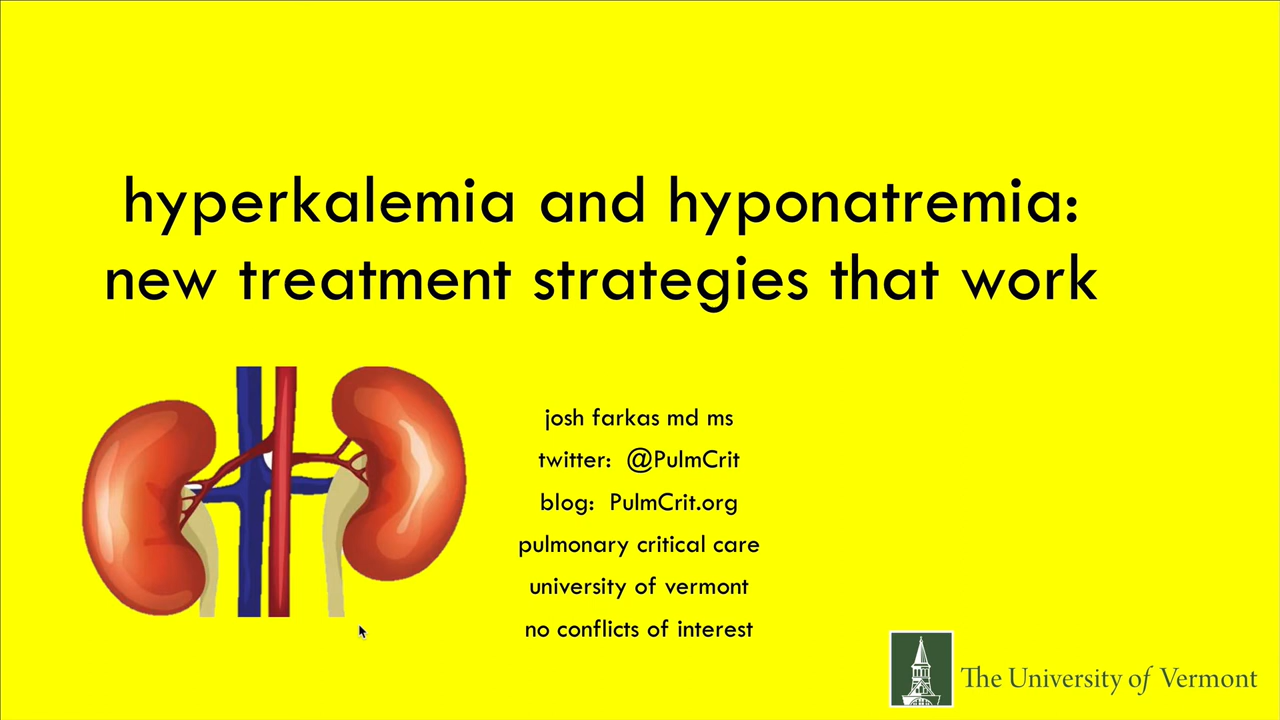 hyperkalemia and hyponatremia:
new treatment strategies that work
josh farkas md ms
twitter: @PulmCrit
blog: PulmCrit.org
pulmonary critical care
university of vermont
no conflicts of interest
The University of Vermont